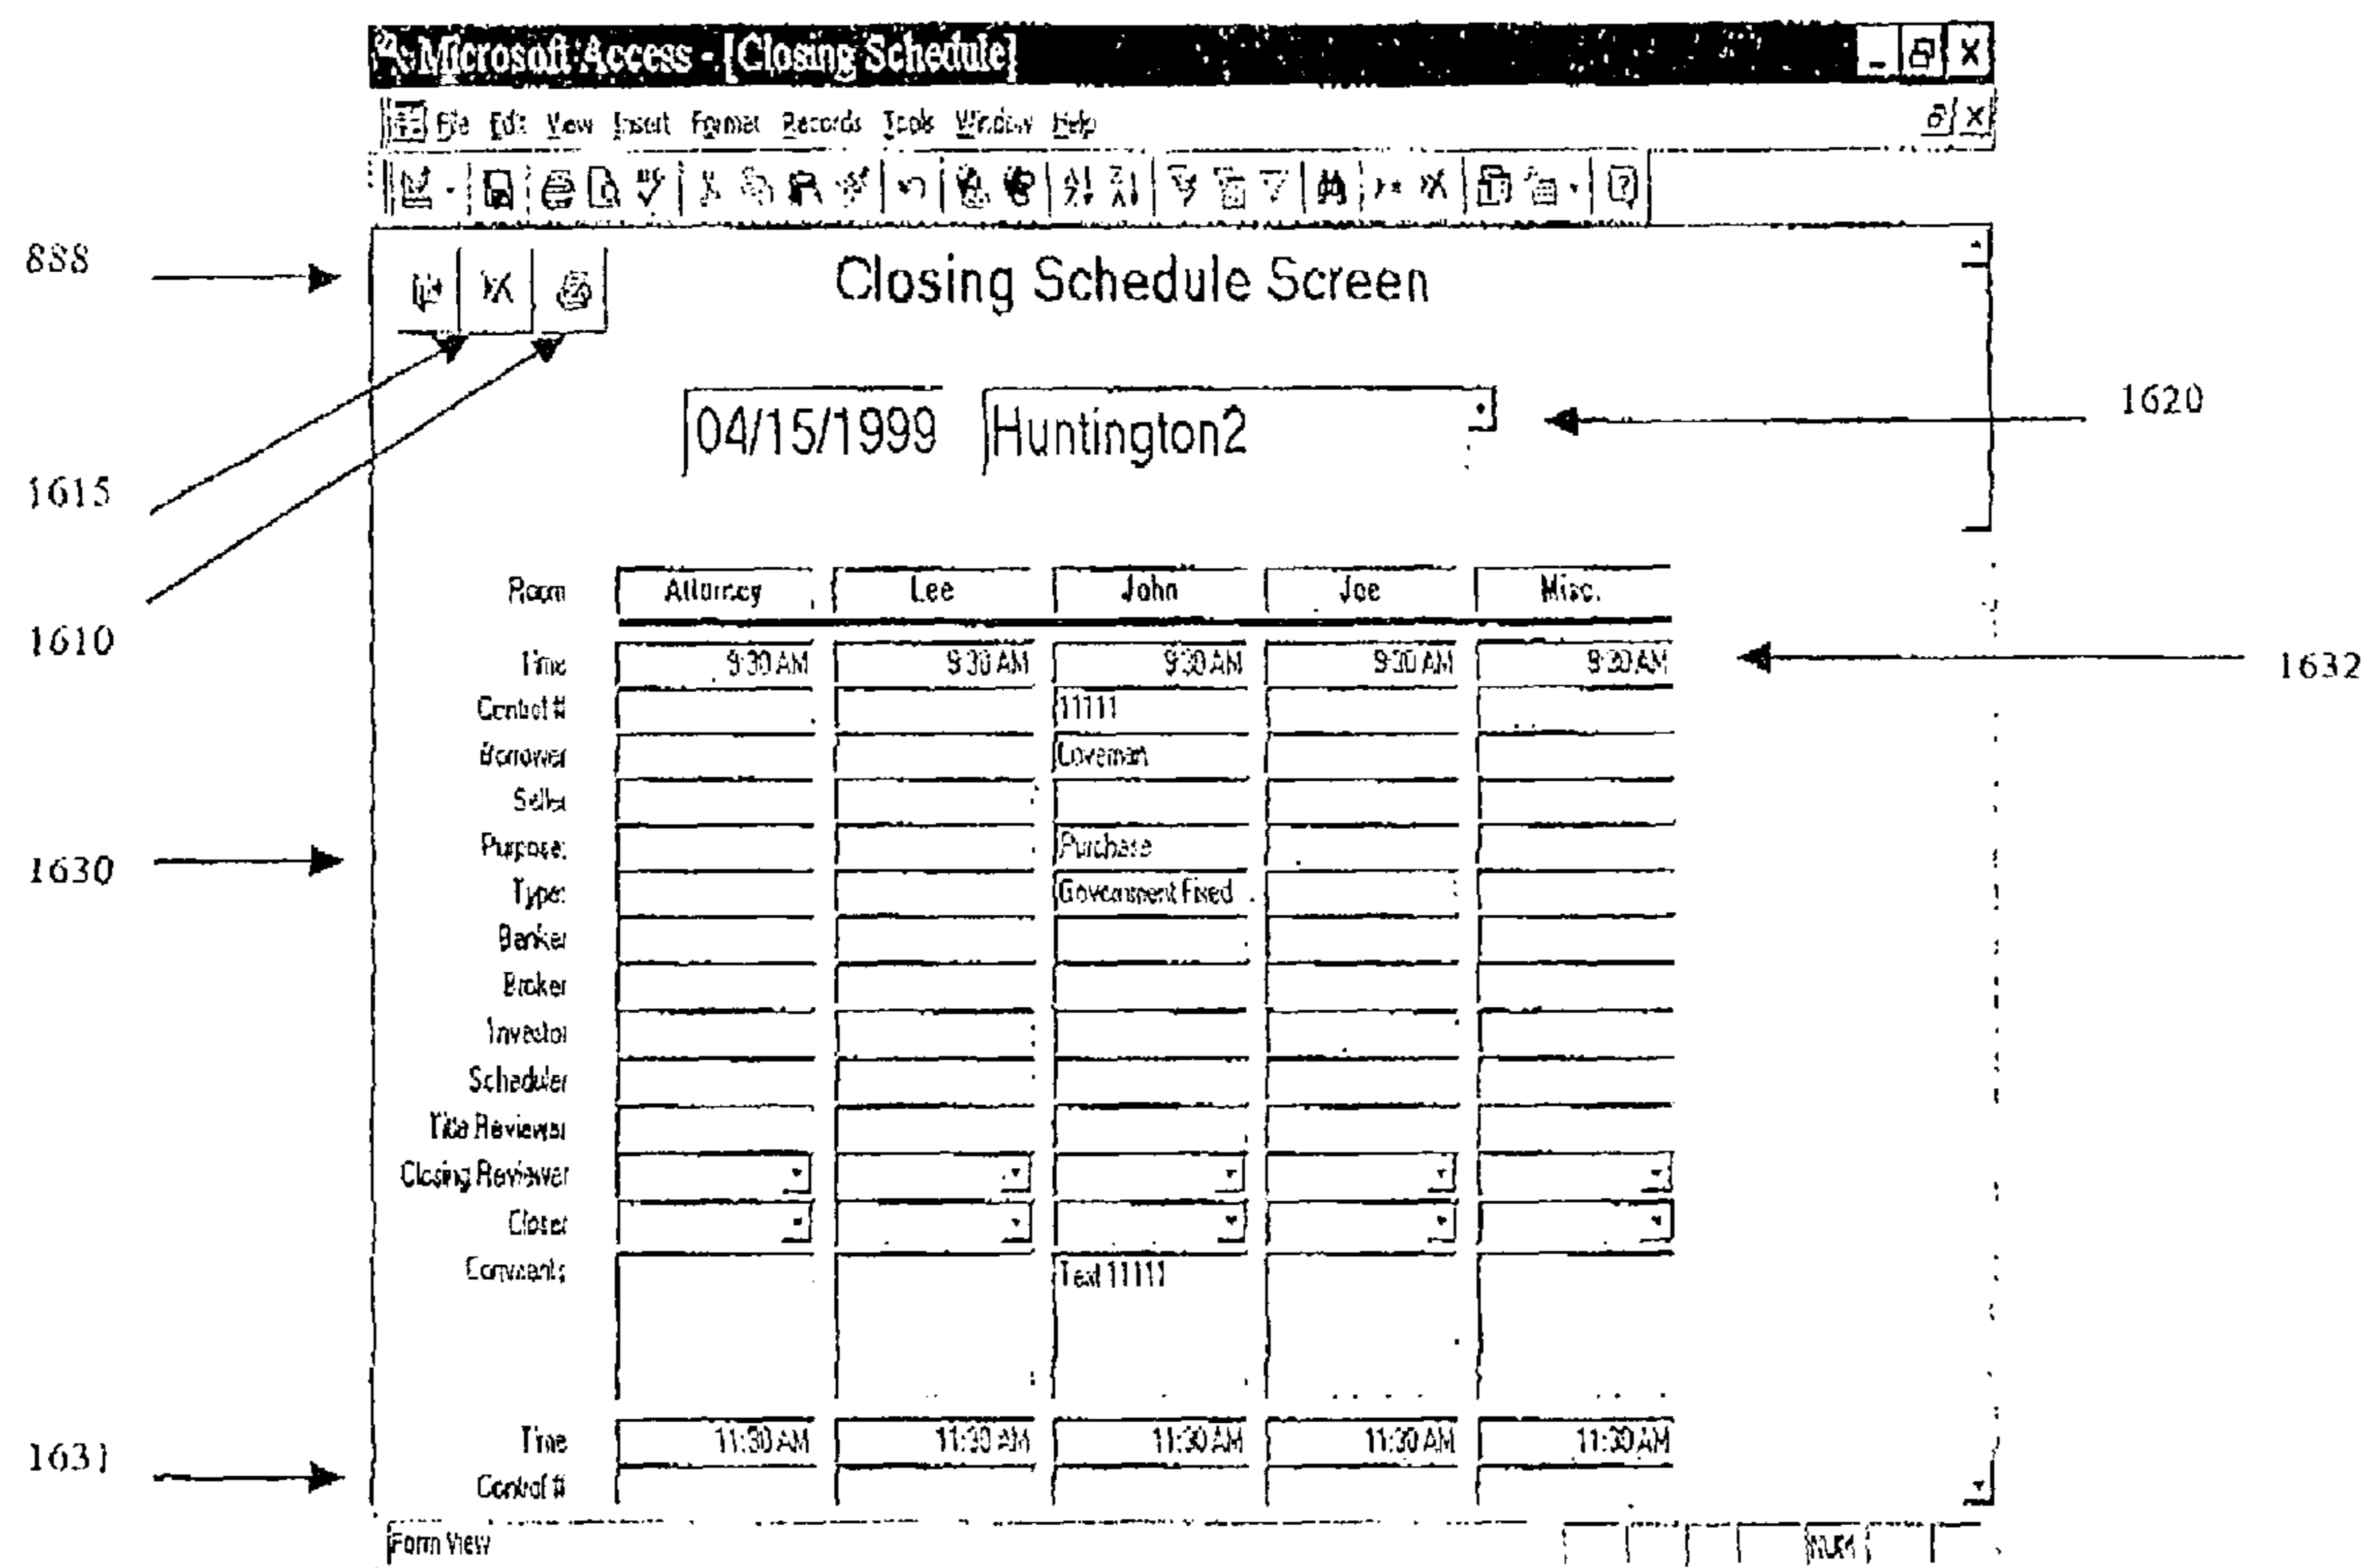 Microsoft Access - [Closing Schedule]
File Edit View Insert Format Records Tools Window Help
888
Closing Schedule Screen
04/15/1999 Huntington2
1620
1615
1610
Room Attorney Lee John Joe Misc.
Time 9:30 AM 9:30 AM 9:30 AM 9:30 AM 9:30 AM
1632
Control # 11111
Borrower Loveman
Seller
Purpose: Purchase
1630
Type: Government Fixed
Banker
Broker
Investor
Scheduler
Title Reviewer
Closing Reviewer
Closer
Comments Test 11111
Time 11:30 AM 11:30 AM 11:30 AM 11:30 AM 11:30 AM
1631
Control #
Form View NUM